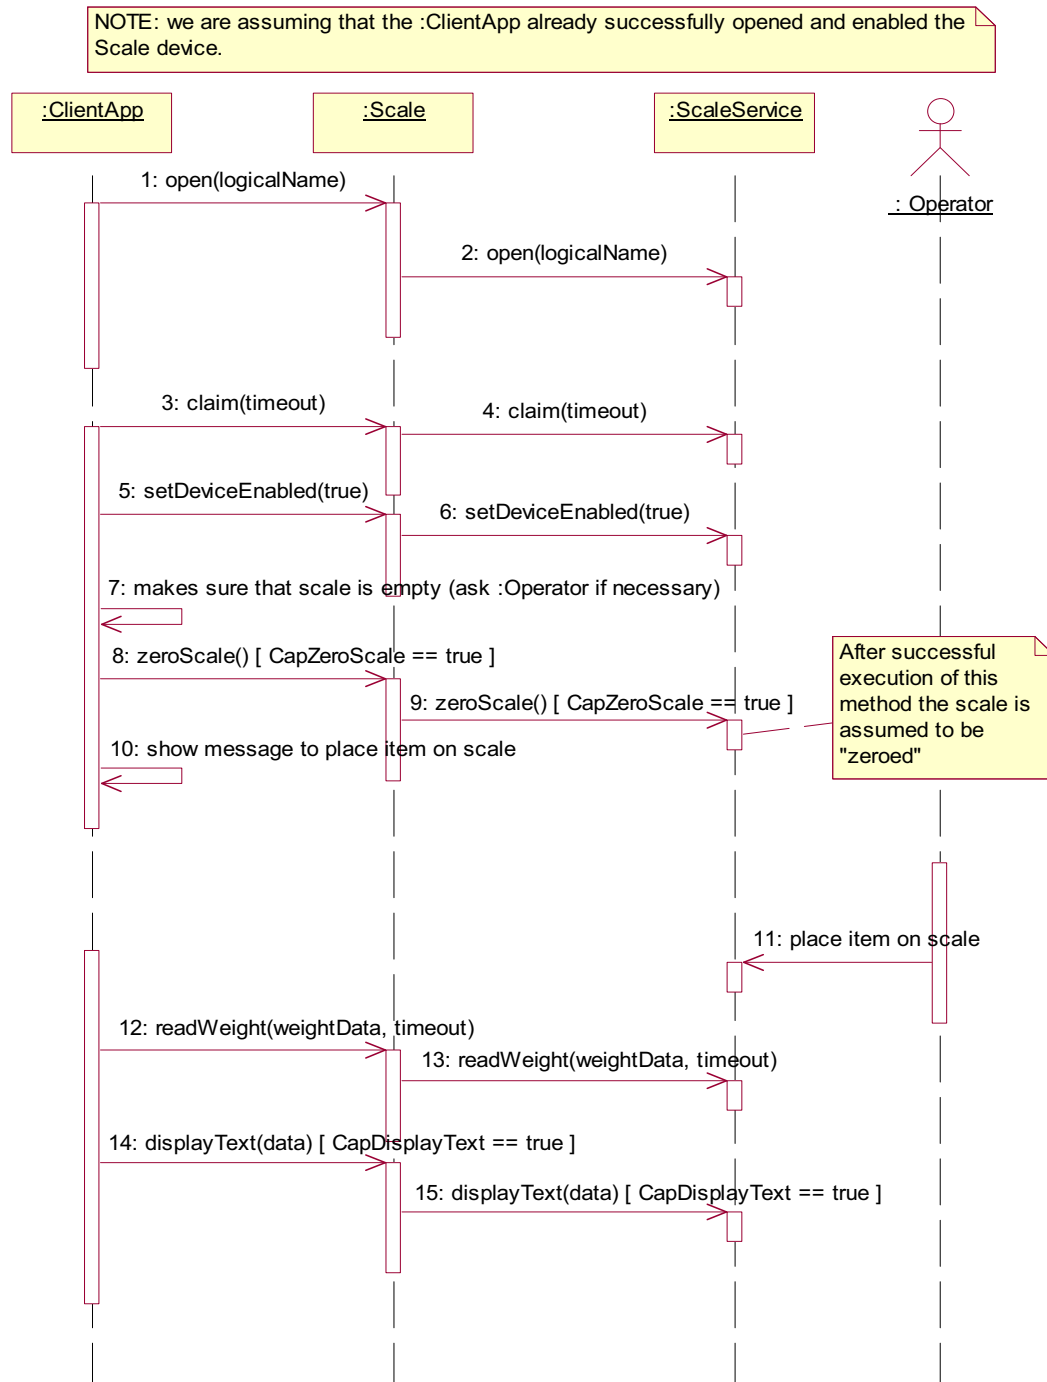 NOTE: we are assuming that the :ClientApp already successfully opened and enabled the
Scale device.
:ClientApp
:Scale
:ScaleService
: Operator
1: open(logicalName)
2: open(logicalName)
3: claim(timeout)
4: claim(timeout)
5: setDeviceEnabled(true)
6: setDeviceEnabled(true)
7: makes sure that scale is empty (ask :Operator if necessary)
8: zeroScale() [ CapZeroScale == true ]
9: zeroScale() [ CapZeroScale == true ]
After successful
execution of this
method the scale is
assumed to be
"zeroed"
10: show message to place item on scale
11: place item on scale
12: readWeight(weightData, timeout)
13: readWeight(weightData, timeout)
14: displayText(data) [ CapDisplayText == true ]
15: displayText(data) [ CapDisplayText == true ]